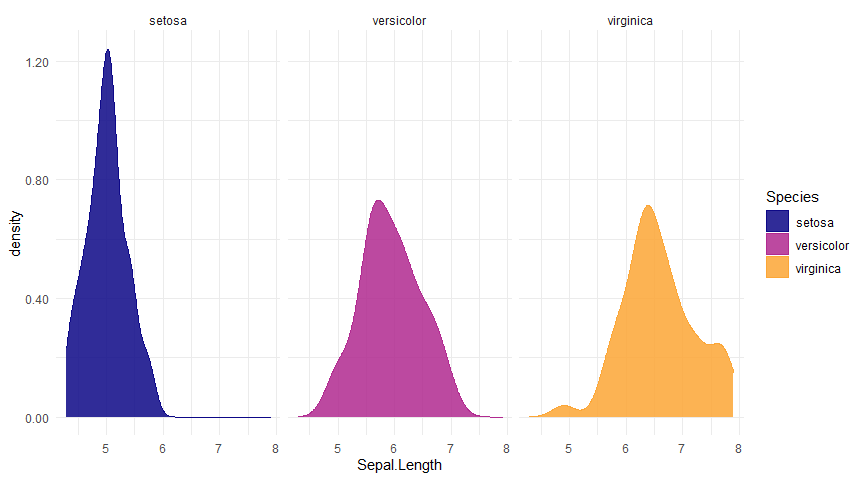 setosa
versicolor
virginica
density
1.20
0.80
0.40
0.00
5 6 7 8
5 6 7 8
5 6 7 8
Sepal.Length
Species
setosa
versicolor
virginica